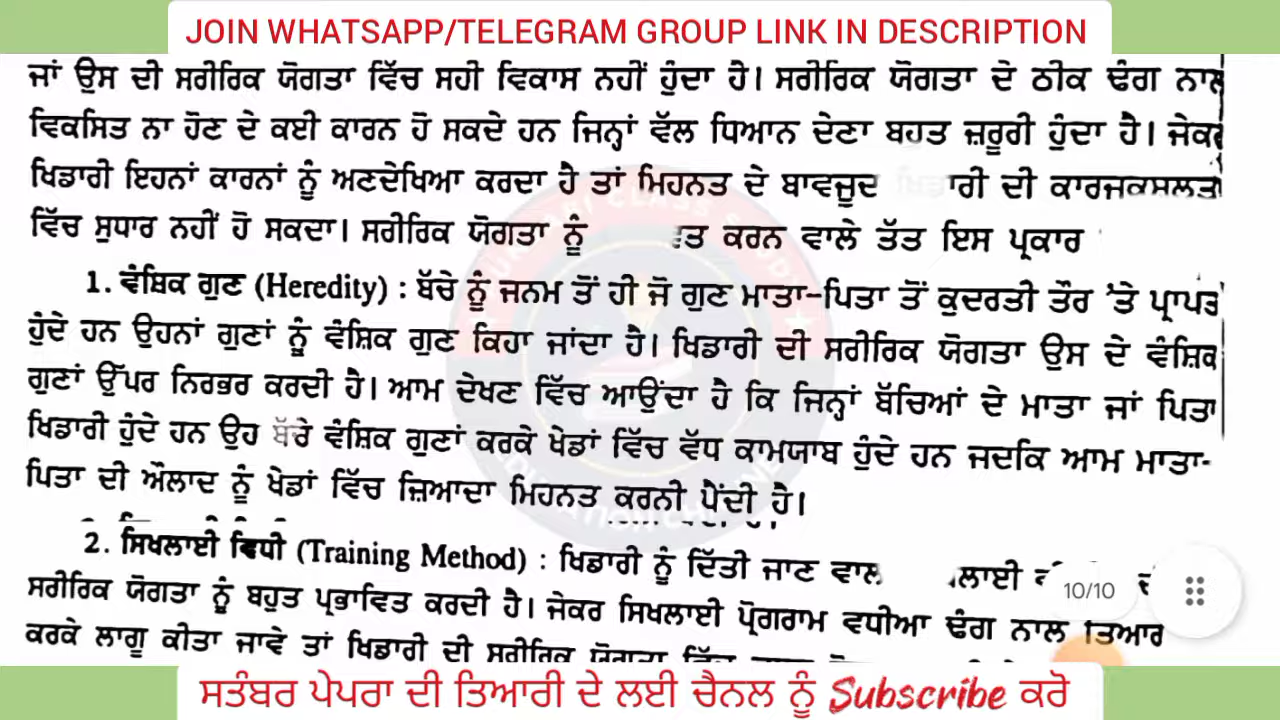 JOIN WHATSAPP/TELEGRAM GROUP LINK IN DESCRIPTION
ਜਾਂ ਉਸ ਦੀ ਸਰੀਰਿਕ ਯੋਗਤਾ ਵਿੱਚ ਸਹੀ ਵਿਕਾਸ ਨਹੀਂ ਹੁੰਦਾ ਹੈ। ਸਰੀਰਿਕ ਯੋਗਤਾ ਦੇ ਠੀਕ ਢੰਗ ਨਾਲ
ਵਿਕਸਿਤ ਨਾ ਹੋਣ ਦੇ ਕਈ ਕਾਰਨ ਹੋ ਸਕਦੇ ਹਨ ਜਿਨ੍ਹਾਂ ਵੱਲ ਧਿਆਨ ਦੇਣਾ ਬਹੁਤ ਜ਼ਰੂਰੀ ਹੁੰਦਾ ਹੈ। ਜੇਕਰ
ਖਿਡਾਰੀ ਇਹਨਾਂ ਕਾਰਨਾਂ ਨੂੰ ਅਣਦੇਖਿਆ ਕਰਦਾ ਹੈ ਤਾਂ ਮਿਹਨਤ ਦੇ ਬਾਵਜੂਦ ਦੀ ਕਾਰਜਕੁਸ਼ਲਤਾ
ਵਿੱਚ ਸੁਧਾਰ ਨਹੀਂ ਹੋ ਸਕਦਾ। ਸਰੀਰਿਕ ਯੋਗਤਾ ਨੂੰ ਕਰਨ ਵਾਲੇ ਤੱਤ ਇਸ ਪ੍ਰਕਾਰ
1. ਵੰਸ਼ਿਕ ਗੁਣ (Heredity) : ਬੱਚੇ ਨੂੰ ਜਨਮ ਤੋਂ ਹੀ ਜੋ ਗੁਣ ਮਾਤਾ-ਪਿਤਾ ਤੋਂ ਕੁਦਰਤੀ ਤੌਰ 'ਤੇ ਪ੍ਰਾਪਤ
ਹੁੰਦੇ ਹਨ ਉਹਨਾਂ ਗੁਣਾਂ ਨੂੰ ਵੰਸ਼ਿਕ ਗੁਣ ਕਿਹਾ ਜਾਂਦਾ ਹੈ। ਖਿਡਾਰੀ ਦੀ ਸਰੀਰਿਕ ਯੋਗਤਾ ਉਸ ਦੇ ਵੰਸ਼ਿਕ
ਗੁਣਾਂ ਉੱਪਰ ਨਿਰਭਰ ਕਰਦੀ ਹੈ। ਆਮ ਦੇਖਣ ਵਿੱਚ ਆਉਂਦਾ ਹੈ ਕਿ ਜਿਨ੍ਹਾਂ ਬੱਚਿਆਂ ਦੇ ਮਾਤਾ ਜਾਂ ਪਿਤਾ
ਖਿਡਾਰੀ ਹੁੰਦੇ ਹਨ ਉਹ ਬੱਚੇ ਵੰਸ਼ਿਕ ਗੁਣਾਂ ਕਰਕੇ ਖੇਡਾਂ ਵਿੱਚ ਵੱਧ ਕਾਮਯਾਬ ਹੁੰਦੇ ਹਨ ਜਦਕਿ ਆਮ ਮਾਤਾ-
ਪਿਤਾ ਦੀ ਔਲਾਦ ਨੂੰ ਖੇਡਾਂ ਵਿੱਚ ਜ਼ਿਆਦਾ ਮਿਹਨਤ ਕਰਨੀ ਪੈਂਦੀ ਹੈ।
2. ਸਿਖਲਾਈ ਵਿਧੀ (Training Method) : ਖਿਡਾਰੀ ਨੂੰ ਦਿੱਤੀ ਜਾਣ
ਸਰੀਰਿਕ ਯੋਗਤਾ ਨੂੰ ਬਹੁਤ ਪ੍ਰਭਾਵਿਤ ਕਰਦੀ ਹੈ। ਜੇਕਰ ਸਿਖਲਾਈ ਪ੍ਰੋਗਰਾਮ ਵਧੀਆ ਢੰਗ ਨਾਲ ਤਿਆਰ
ਕਰਕੇ ਲਾਗੂ ਕੀਤਾ ਜਾਵੇ ਤਾਂ ਖਿਡਾਰੀ ਦੀ ਸਰੀਰਿਕ ਯੋਗਤਾ ਵਿੱਚ
10/10
ਸਤੰਬਰ ਪੇਪਰਾ ਦੀ ਤਿਆਰੀ ਦੇ ਲਈ ਚੈਨਲ ਨੂੰ Subscribe ਕਰੋ